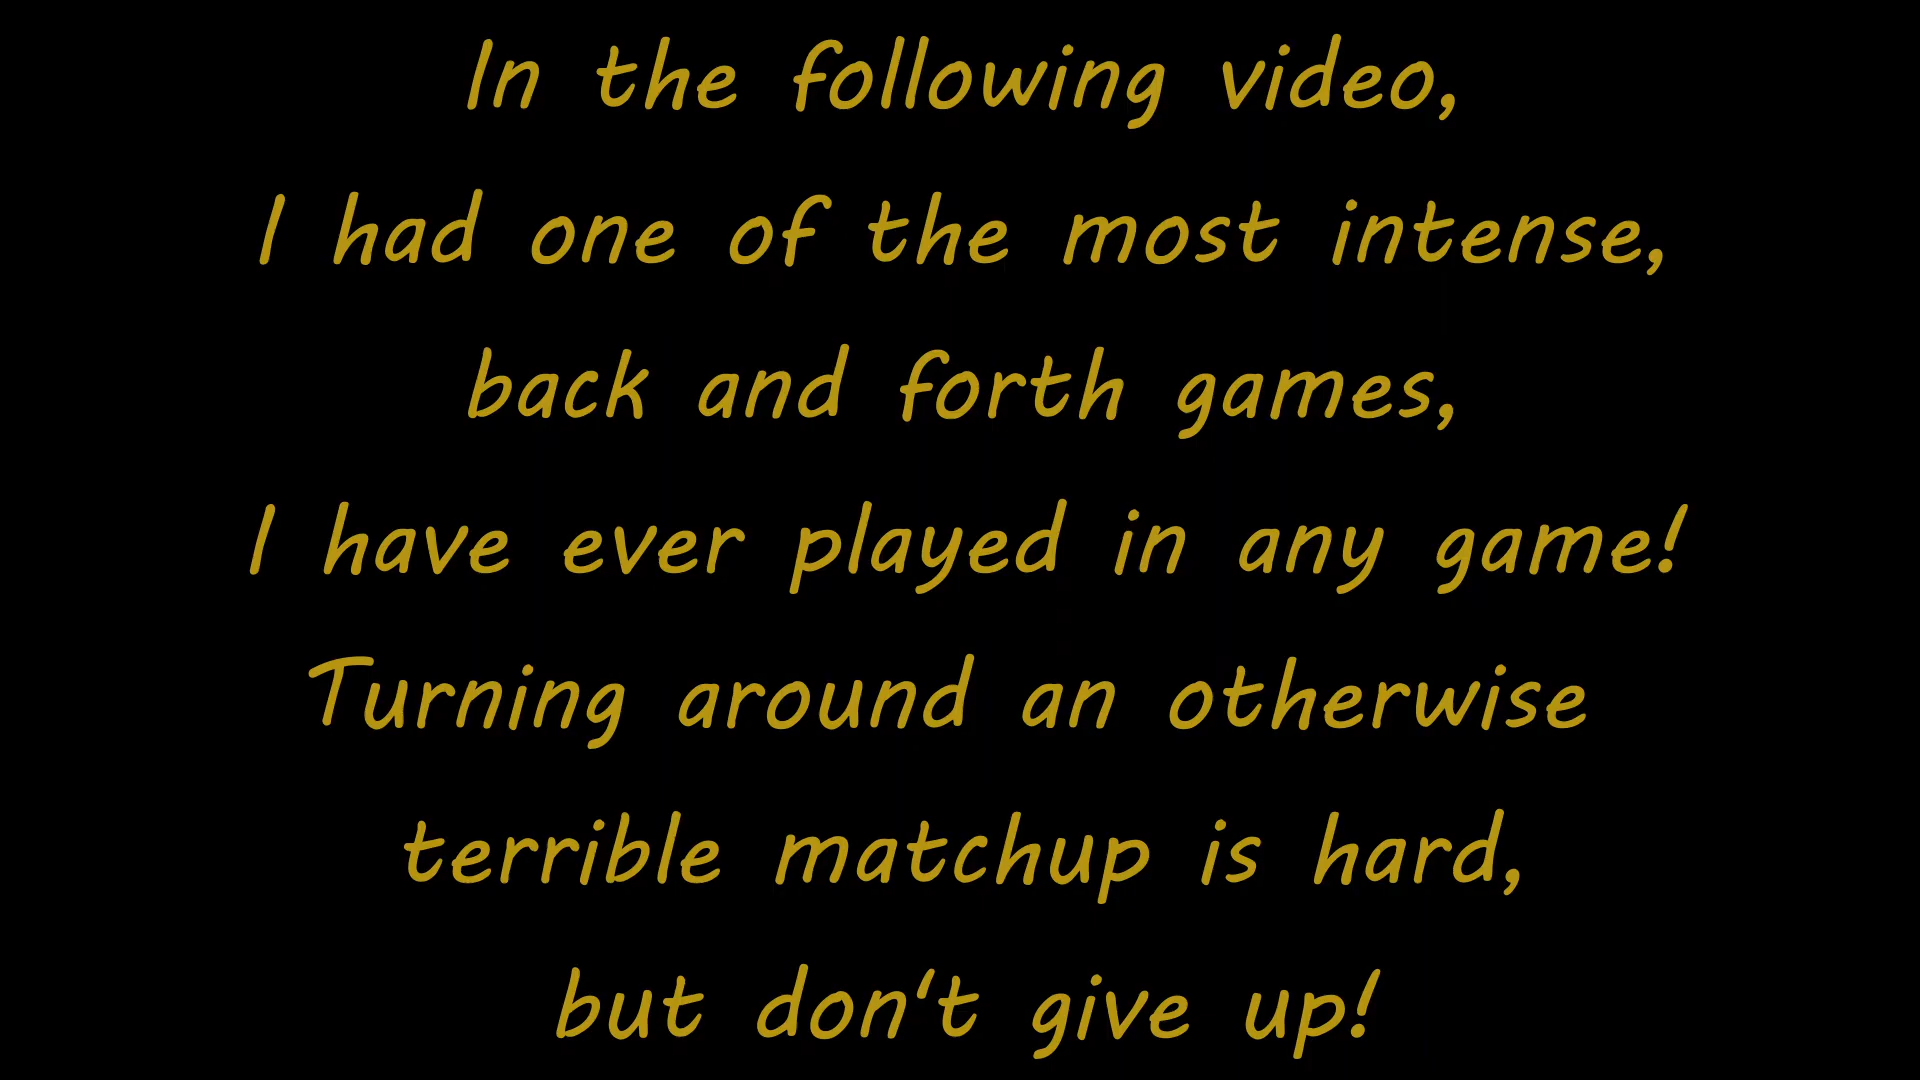 In the following video,
I had one of the most intense,
back and forth games,
I have ever played in any game!
Turning around an otherwise
terrible matchup is hard,
but don't give up!